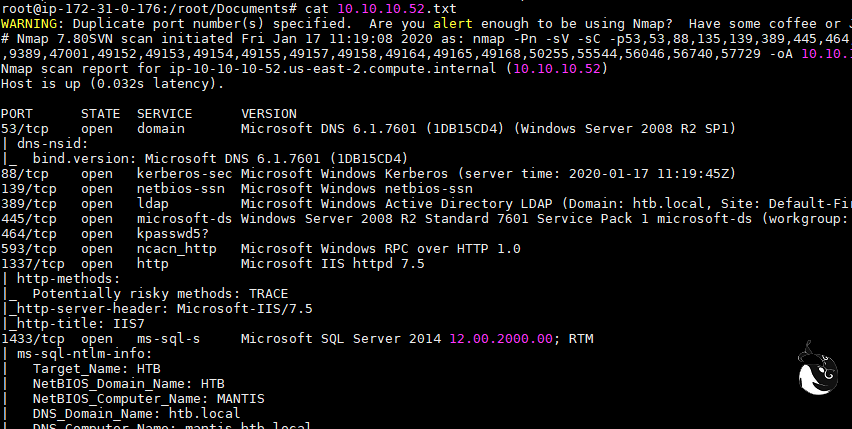 root@ip-172-31-0-176:/root/Documents# cat 10.10.10.52.txt
WARNING: Duplicate port number(s) specified.  Are you alert enough to be using Nmap?  Have some coffee or
# Nmap 7.80SVN scan initiated Fri Jan 17 11:19:08 2020 as: nmap -Pn -sV -sC -p53,53,88,135,139,389,445,464
,9389,47001,49152,49153,49154,49155,49157,49158,49164,49165,49168,50255,55544,56046,56740,57729 -oA 10.10.
Nmap scan report for ip-10-10-10-52.us-east-2.compute.internal (10.10.10.52)
Host is up (0.032s latency).
PORT      STATE  SERVICE      VERSION
53/tcp    open   domain       Microsoft DNS 6.1.7601 (1DB15CD4) (Windows Server 2008 R2 SP1)
| dns-nsid:
|_  bind.version: Microsoft DNS 6.1.7601 (1DB15CD4)
88/tcp    open   kerberos-sec Microsoft Windows Kerberos (server time: 2020-01-17 11:19:45Z)
139/tcp   open   netbios-ssn  Microsoft Windows netbios-ssn
389/tcp   open   ldap         Microsoft Windows Active Directory LDAP (Domain: htb.local, Site: Default-Fi
445/tcp   open   microsoft-ds Windows Server 2008 R2 Standard 7601 Service Pack 1 microsoft-ds (workgroup:
464/tcp   open   kpasswd5?
593/tcp   open   ncacn_http   Microsoft Windows RPC over HTTP 1.0
1337/tcp  open   http         Microsoft IIS httpd 7.5
| http-methods:
|_  Potentially risky methods: TRACE
|_http-server-header: Microsoft-IIS/7.5
|_http-title: IIS7
1433/tcp  open   ms-sql-s     Microsoft SQL Server 2014 12.00.2000.00; RTM
| ms-sql-ntlm-info:
|   Target_Name: HTB
|   NetBIOS_Domain_Name: HTB
|   NetBIOS_Computer_Name: MANTIS
|   DNS_Domain_Name: htb.local
|   DNS_Computer_Name: mantis.htb.local